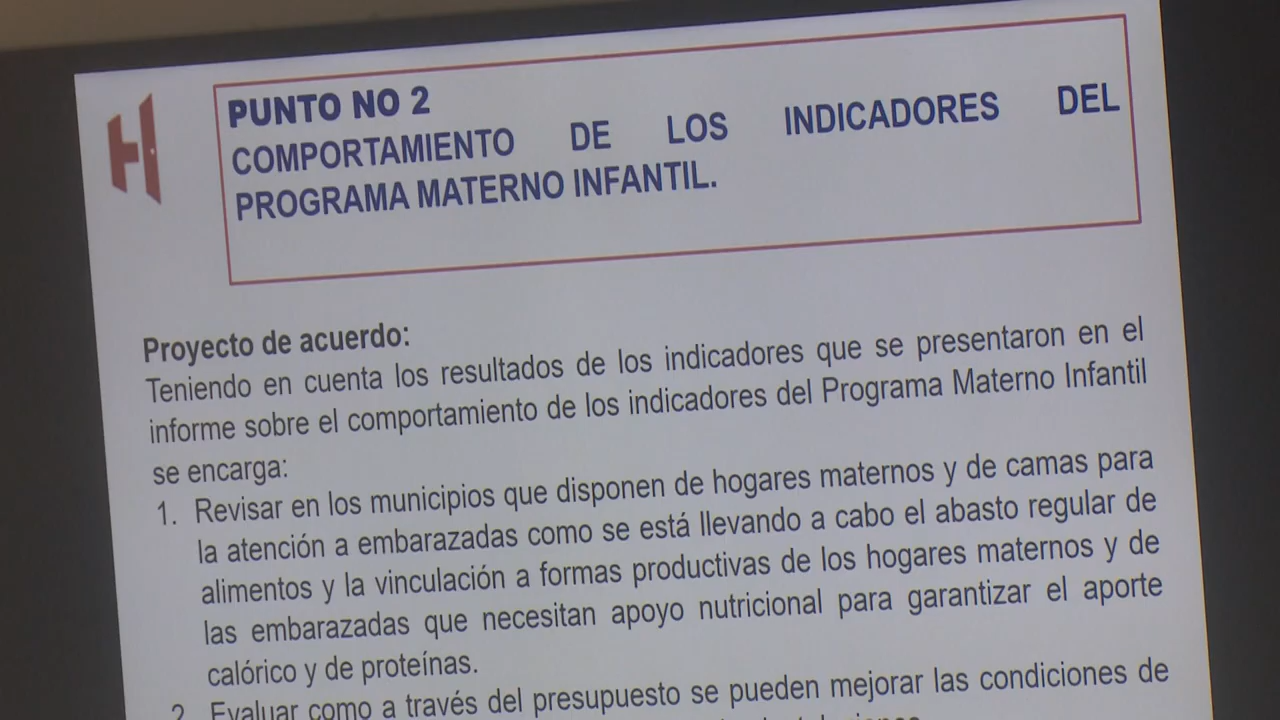 H
PUNTO NO 2
COMPORTAMIENTO DE LOS INDICADORES DEL
PROGRAMA MATERNO INFANTIL.
Proyecto de acuerdo:
Teniendo en cuenta los resultados de los indicadores que se presentaron en el
informe sobre el comportamiento de los indicadores del Programa Materno Infantil
se encarga:
1. Revisar en los municipios que disponen de hogares maternos y de camas para
la atención a embarazadas como se está llevando a cabo el abasto regular de
alimentos y la vinculación a formas productivas de los hogares maternos y de
las embarazadas que necesitan apoyo nutricional para garantizar el aporte
calórico y de proteínas.
2. Evaluar como a través del presupuesto se pueden mejorar las condiciones de